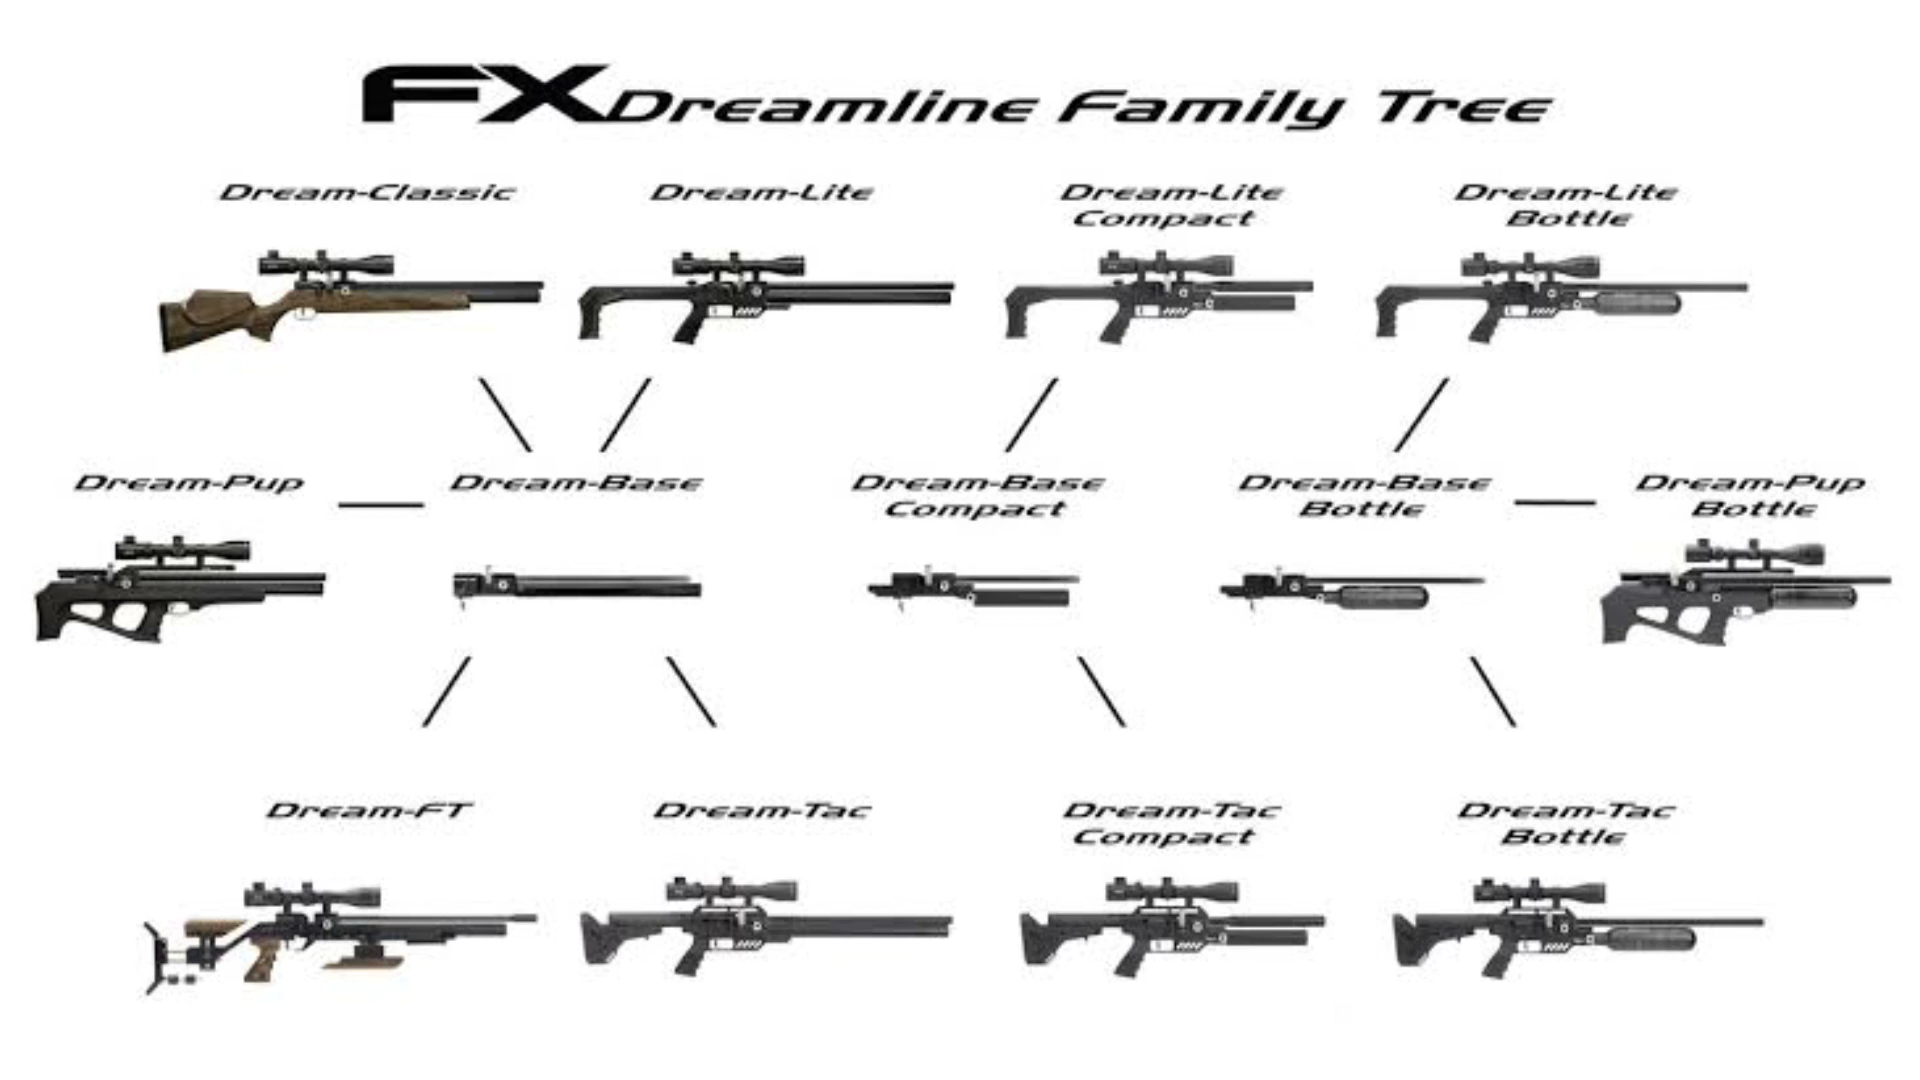 FX Dreamline Family Tree
Dream-Classic
Dream-Lite
Dream-Lite
Compact
Dream-Lite
Bottle
Dream-Pup
Dream-Base
Dream-Base
Compact
Dream-Base
Bottle
Dream-Pup
Bottle
Dream-FT
Dream-Tac
Dream-Tac
Compact
Dream-Tac
Bottle